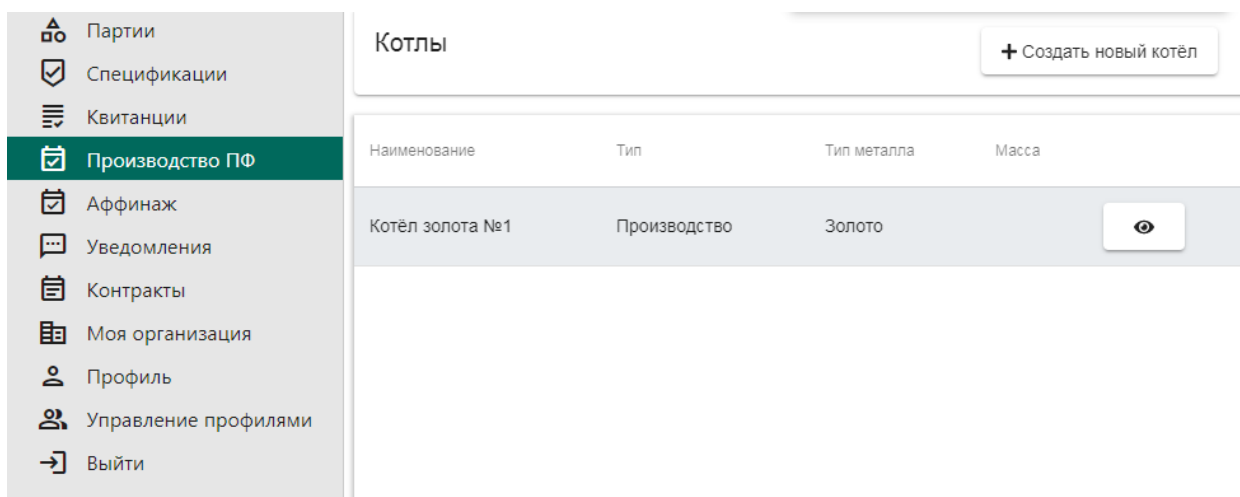 Партии
Спецификации
Квитанции
Производство ПФ
Аффинаж
Уведомления
Контракты
Моя организация
Профиль
Управление профилями
Выйти
Котлы
+ Создать новый котёл
Наименование Тип Тип металла Масса
Котёл золота №1 Производство Золото